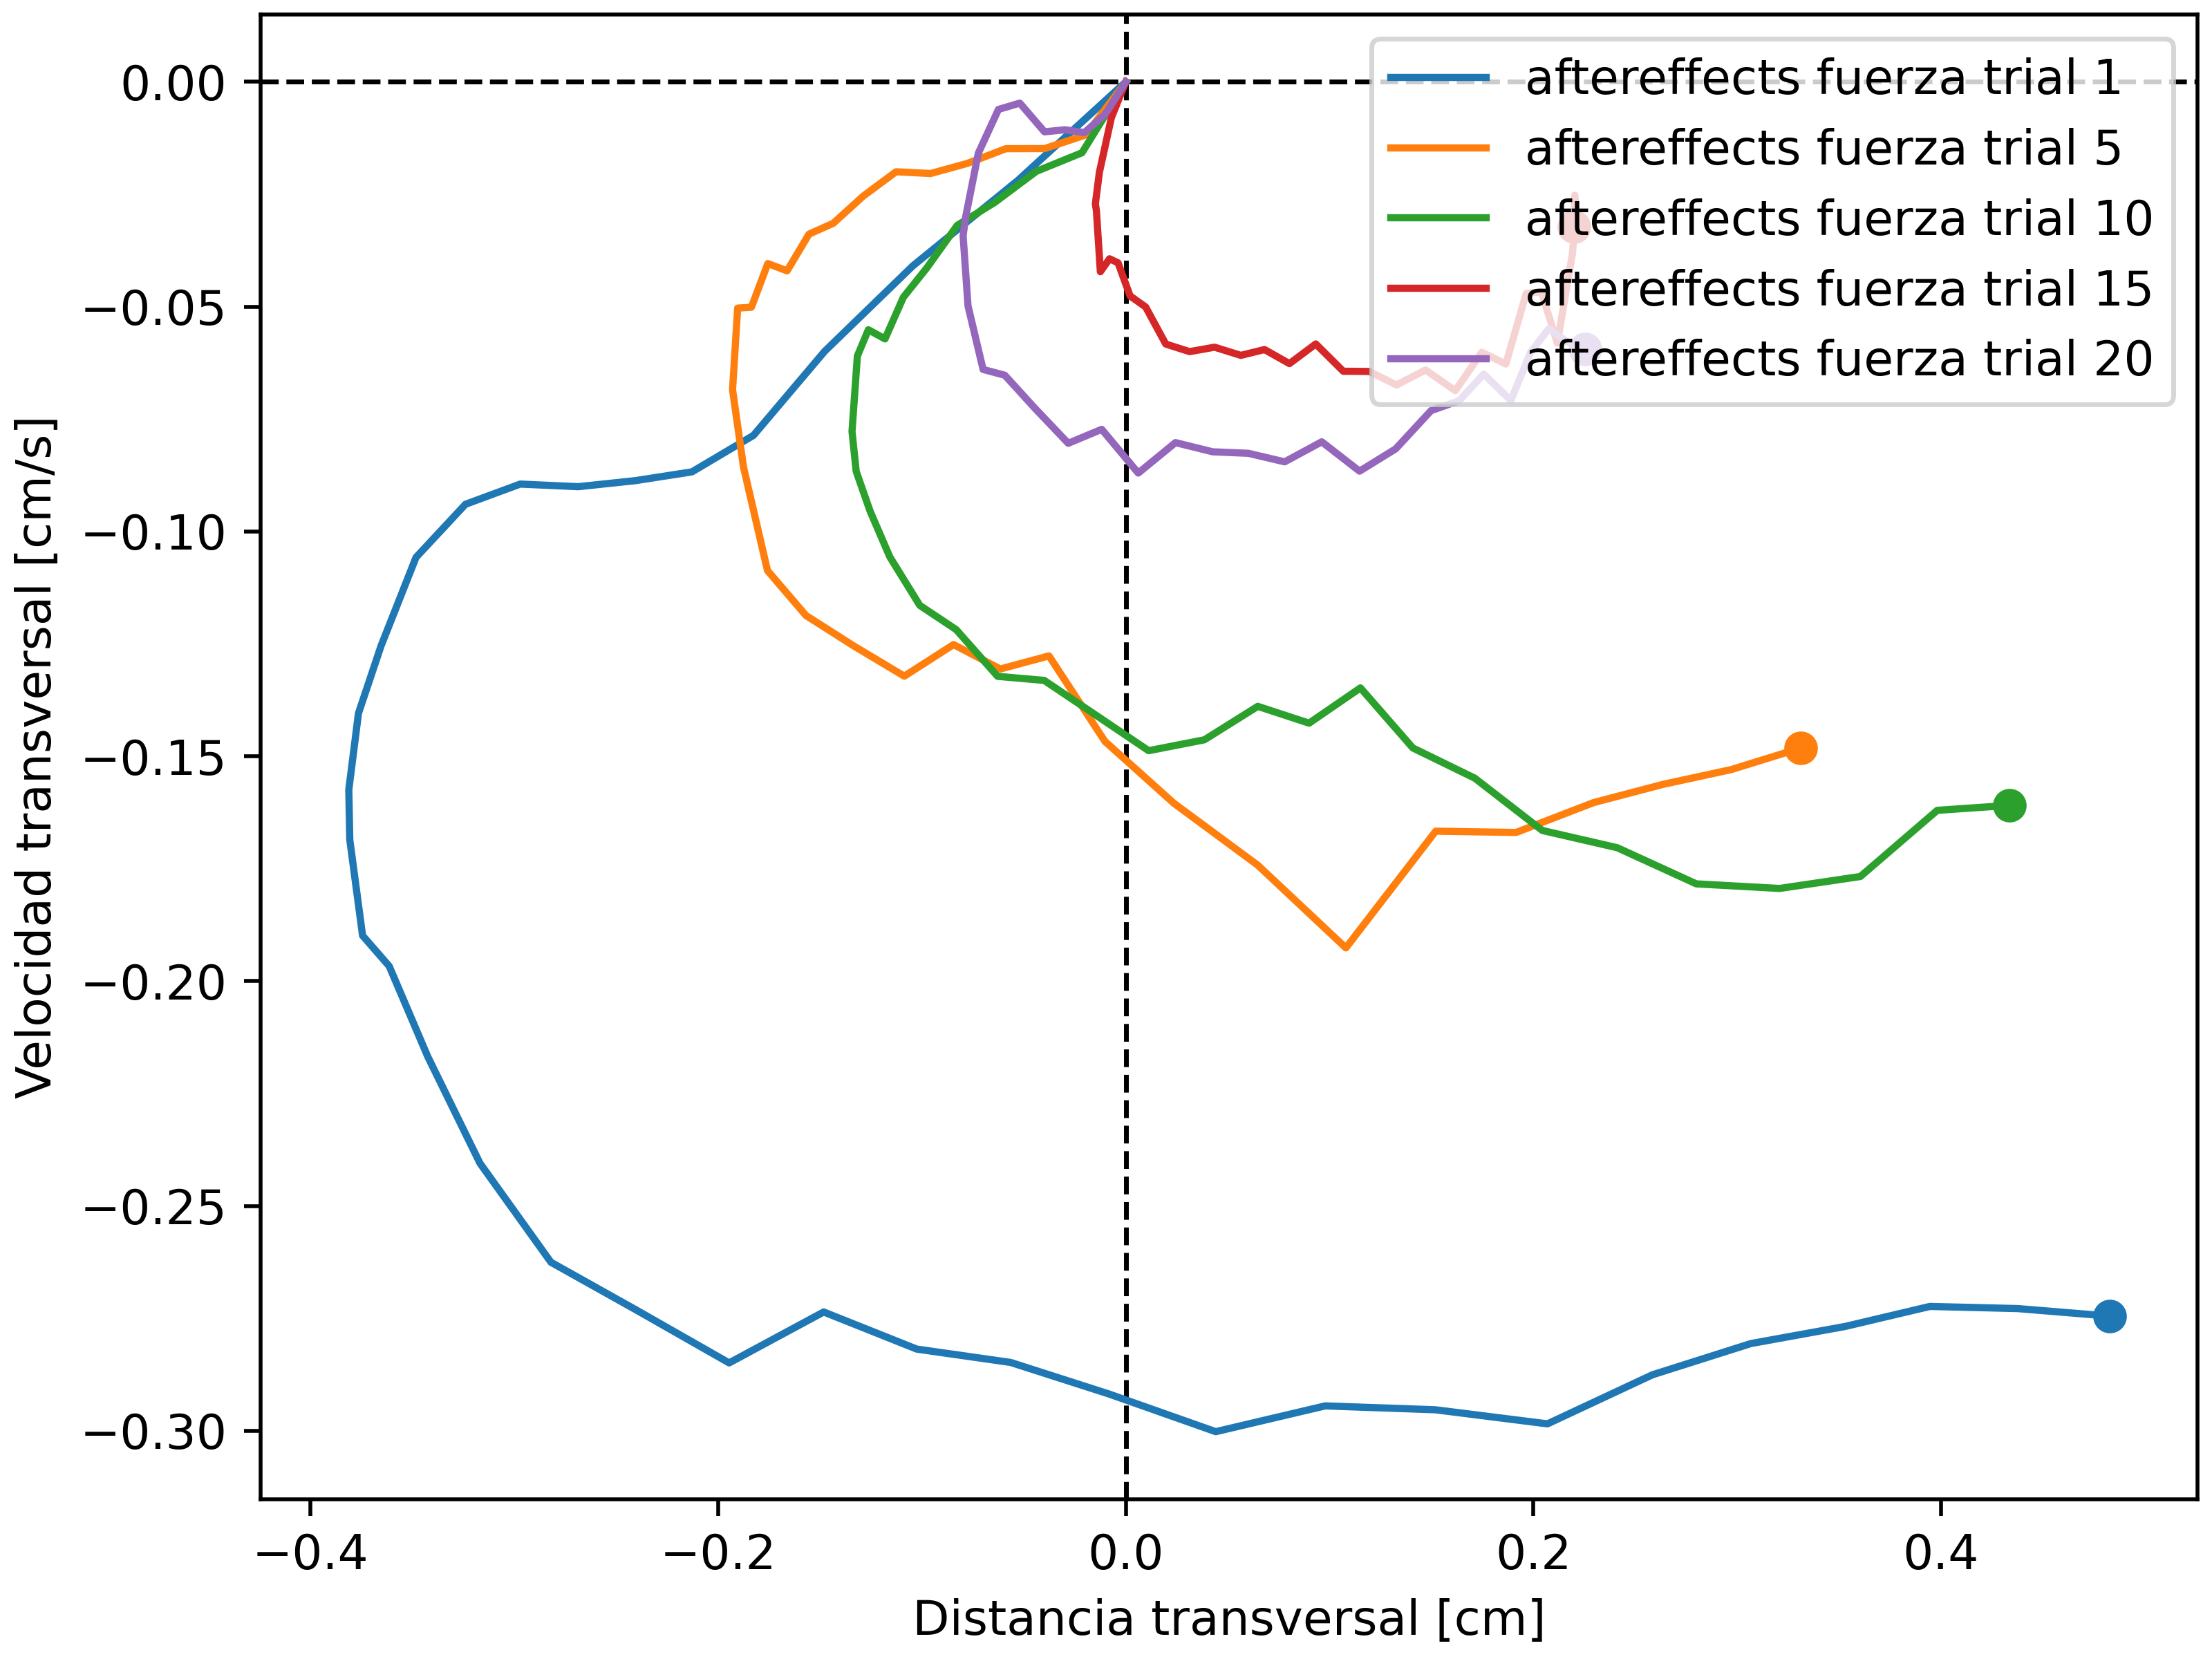 aftereffects fuerza trial 1
aftereffects fuerza trial 5
aftereffects fuerza trial 10
aftereffects fuerza trial 15
aftereffects fuerza trial 20
Velocidad transversal [cm/s]
0.00
−0.05
−0.10
−0.15
−0.20
−0.25
−0.30
−0.4
−0.2
0.0
0.2
0.4
Distancia transversal [cm]